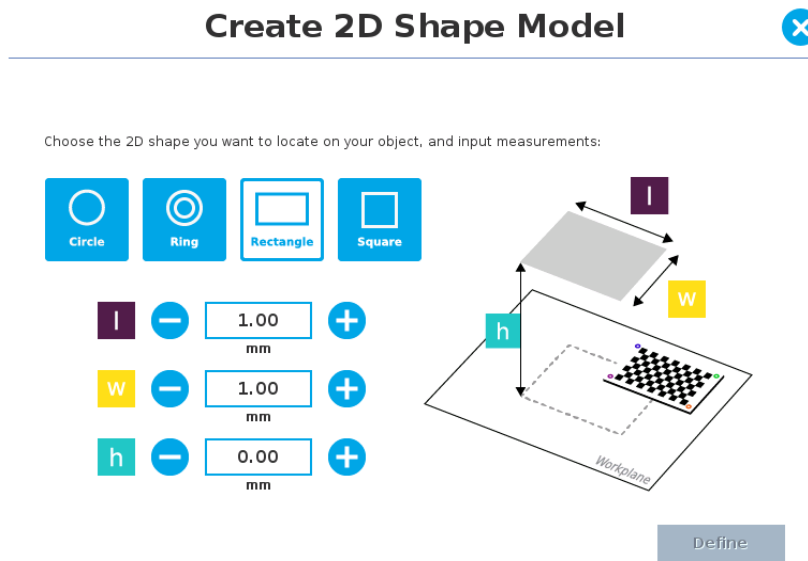 Create 2D Shape Model
Choose the 2D shape you want to locate on your object, and input measurements:
Circle
Ring
Rectangle
Square
l
1.00
mm
w
1.00
mm
h
0.00
mm
l
w
h
Workplane
Define